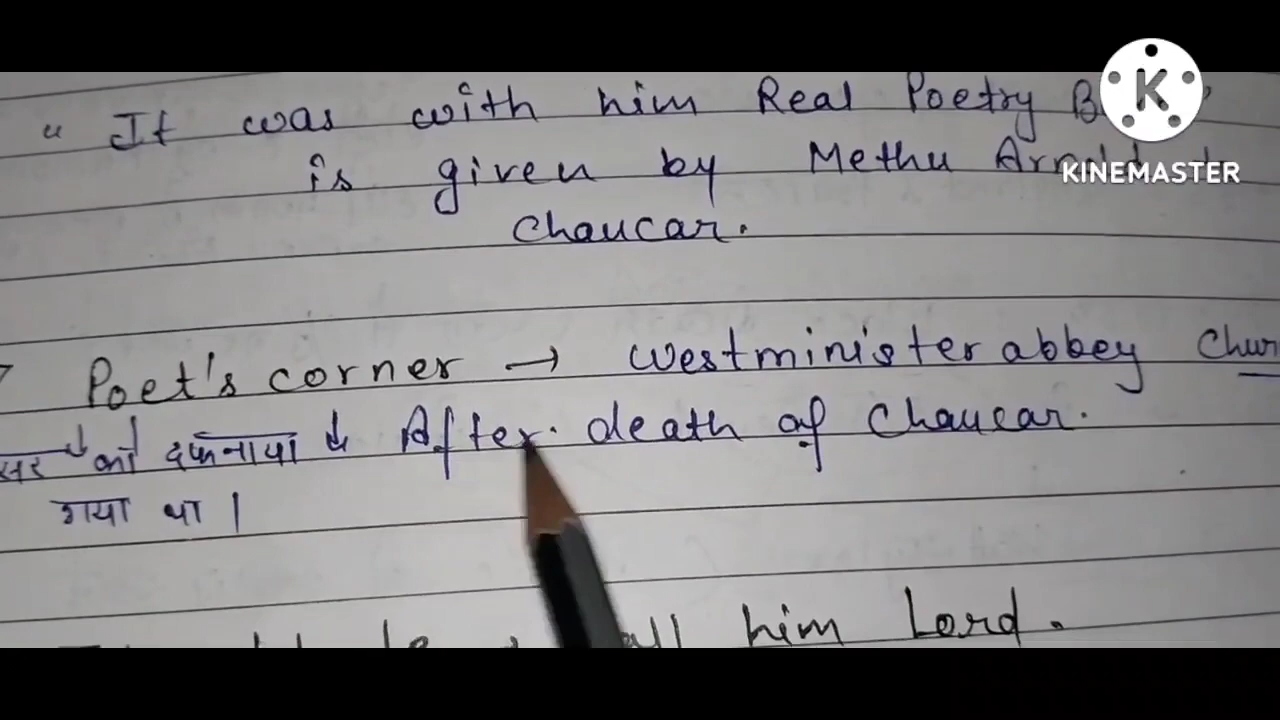 " It was with him Real Poetry
is given by Methu Arnold
Chaucar.
Poet's corner → Westminister abbey Chur
को दफनाया After death of Chaucar.
गया था |
him Lord.
KINEMASTER